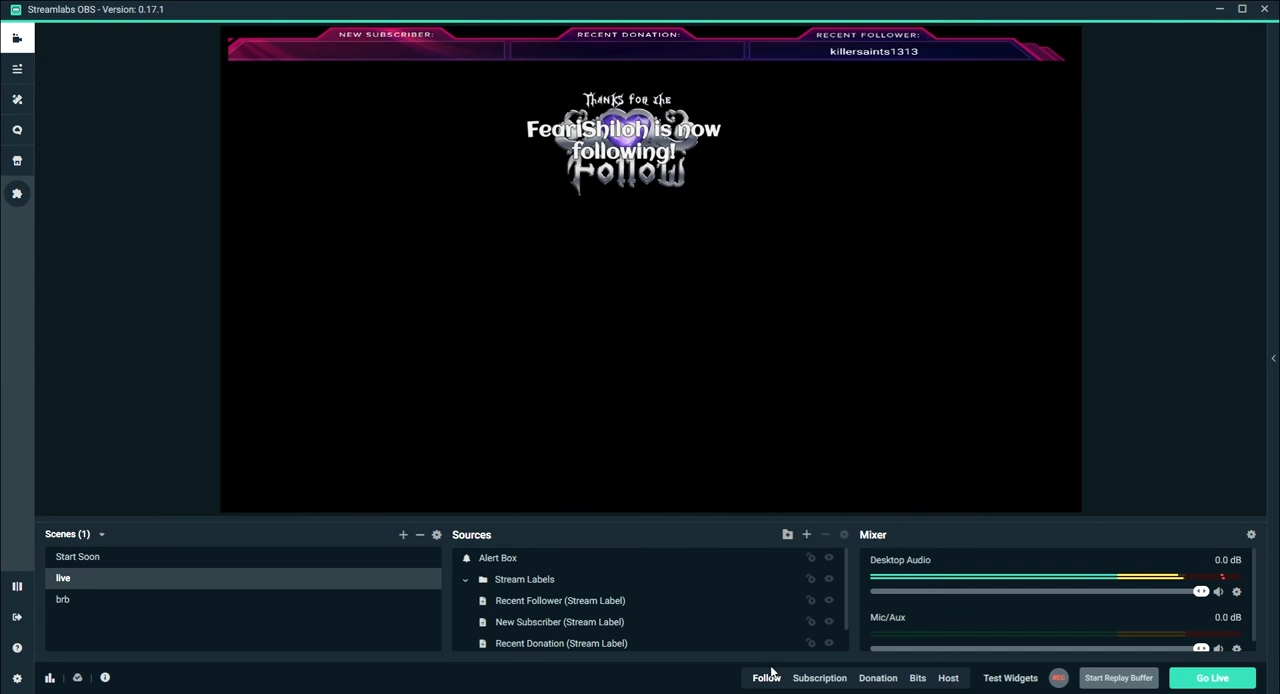 Streamlabs OBS - Version: 0.17.1
NEW SUBSCRIBER:
RECENT DONATION:
RECENT FOLLOWER:
killersaints1313
Thanks for the
FeariShiloh is now
following!
Follow
Scenes (1)
Start Soon
live
brb
Sources
Alert Box
Stream Labels
Recent Follower (Stream Label)
New Subscriber (Stream Label)
Recent Donation (Stream Label)
Mixer
Desktop Audio
0.0 dB
Mic/Aux
0.0 dB
Follow
Subscription
Donation
Bits
Host
Test Widgets
REC
Start Replay Buffer
Go Live